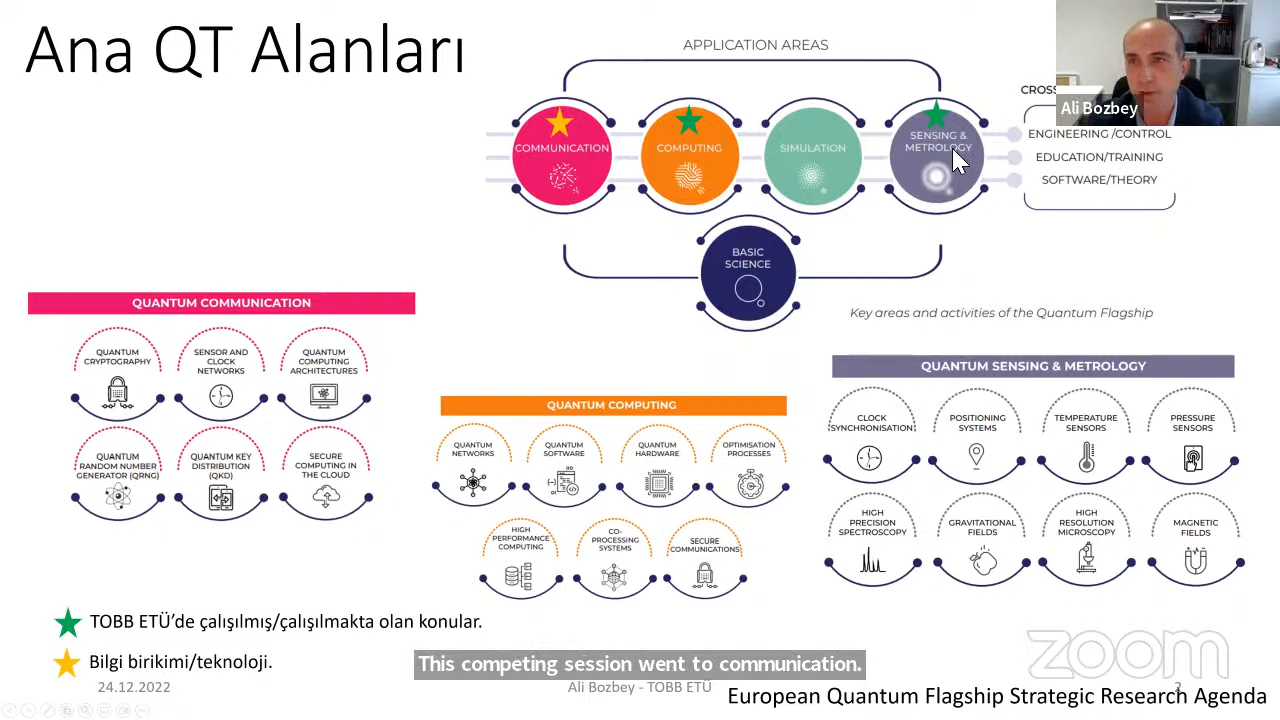 Ana QT Alanları
APPLICATION AREAS
COMMUNICATION
COMPUTING
SIMULATION
SENSING &
METROLOGY
BASIC
SCIENCE
CROSS
ENGINEERING /CONTROL
EDUCATION/TRAINING
SOFTWARE/THEORY
Ali Bozbey
Key areas and activities of the Quantum Flagship
QUANTUM COMMUNICATION
QUANTUM
CRYPTOGRAPHY
SENSOR AND
CLOCK
NETWORKS
QUANTUM
COMPUTING
ARCHITECTURES
QUANTUM
RANDOM NUMBER
GENERATOR (QRNG)
QUANTUM KEY
DISTRIBUTION
(QKD)
SECURE
COMPUTING IN
THE CLOUD
QUANTUM COMPUTING
QUANTUM
NETWORKS
QUANTUM
SOFTWARE
QUANTUM
HARDWARE
OPTIMISATION
PROCESSES
HIGH
PERFORMANCE
COMPUTING
CO-
PROCESSING
SYSTEMS
SECURE
COMMUNICATIONS
QUANTUM SENSING & METROLOGY
CLOCK
SYNCHRONISATION
POSITIONING
SYSTEMS
TEMPERATURE
SENSORS
PRESSURE
SENSORS
HIGH
PRECISION
SPECTROSCOPY
GRAVITATIONAL
FIELDS
HIGH
RESOLUTION
MICROSCOPY
MAGNETIC
FIELDS
TOBB ETÜ’de çalışılmış/çalışılmakta olan konular.
Bilgi birikimi/teknoloji.
This competing session went to communication.
24.12.2022
Ali Bozbey - TOBB ETÜ
zoom
European Quantum Flagship Strategic Research Agenda